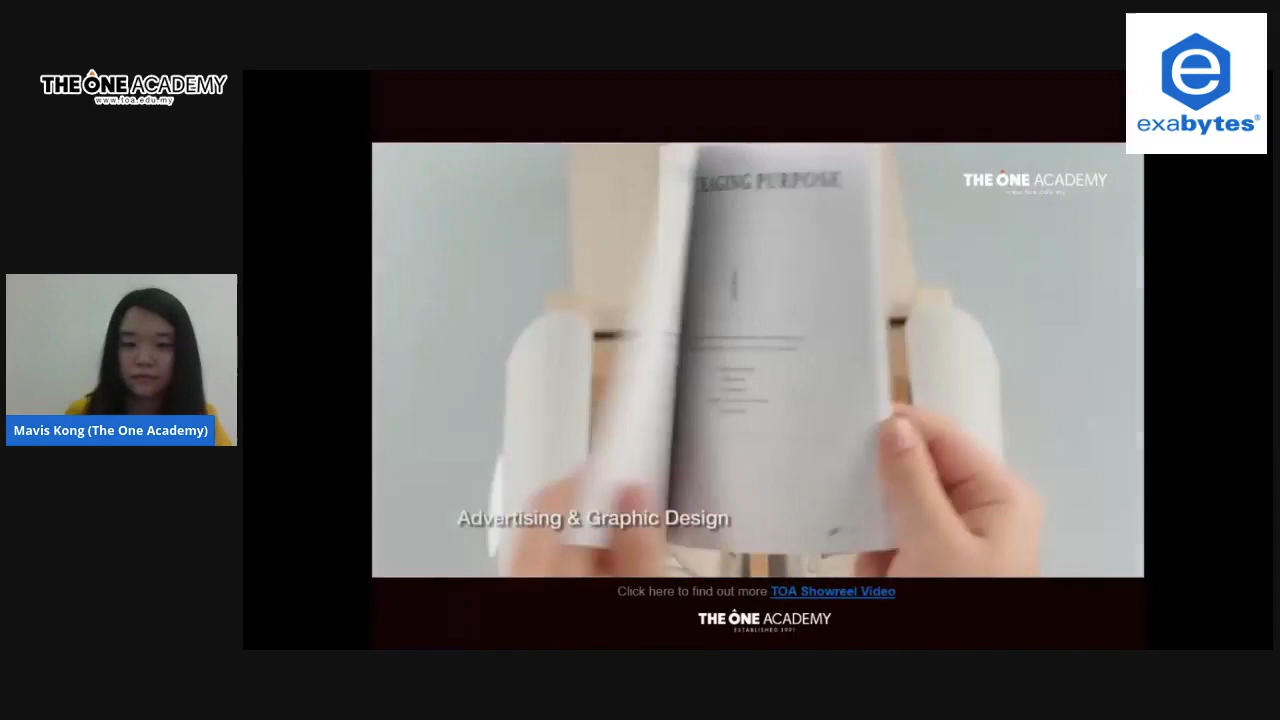 THE ONE ACADEMY
www.toa.edu.my
exabytes
THE ONE ACADEMY
PURPOSE
Advertising & Graphic Design
Click here to find out more TOA Showreel Video
THE ONE ACADEMY
ESTABLISHED 1991
Mavis Kong (The One Academy)